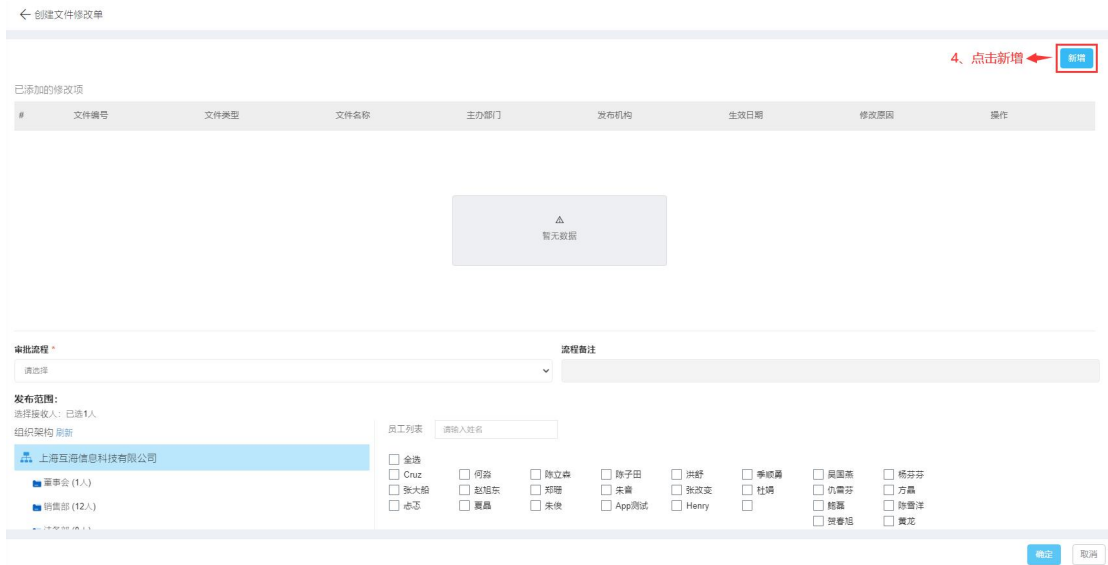 ← 创建文件修改单
4、点击新增 新增
已添加的修改项
# 文件编号 文件类型 文件名称 主办部门 发布机构 生效日期 修改原因 操作
暂无数据
审批流程 * 流程备注
请选择
发布范围：
选择接收人：已选1人
组织架构 刷新 员工列表 请输入姓名
上海互海信息科技有限公司 全选
Cruz 何淼 陈立森 陈子田 洪舒 季顺勇 吴国燕 杨芬芬
董事会 (1人) 张大船 赵旭东 郑珊 朱睿 张改变 杜娟 仇雪芬 方晶
销售部 (12人) 忐忑 夏晶 朱俊 App测试 Henry 鲍磊 陈雪洋
贺春旭 黄龙
确定 取消